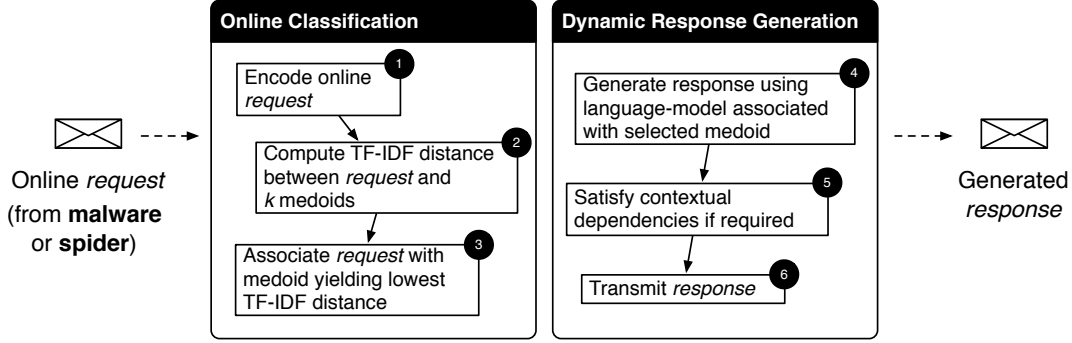 Online Classification
1
Encode online
request
2
Compute TF-IDF distance
between request and
k medoids
3
Associate request with
medoid yielding lowest
TF-IDF distance
Dynamic Response Generation
4
Generate response using
language-model associated
with selected medoid
5
Satisfy contextual
dependencies if required
6
Transmit response
Online request
(from malware
or spider)
Generated
response